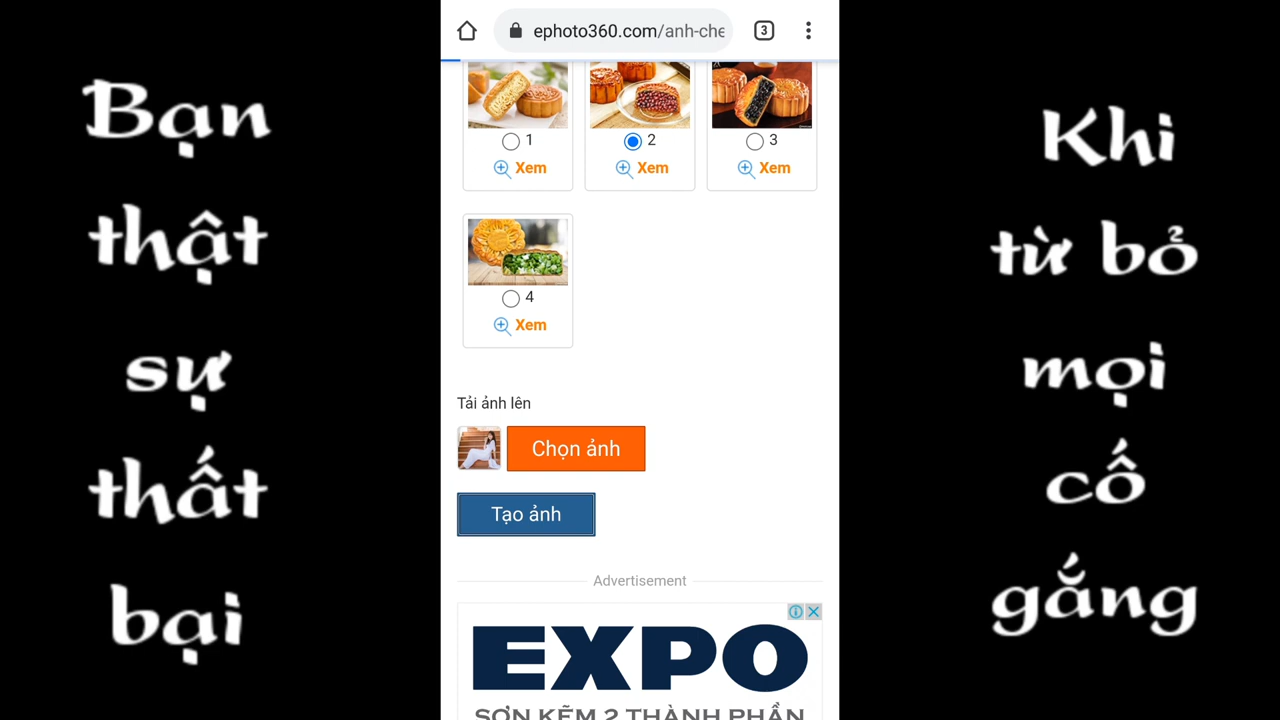 Bạn
thật
sự
thất
bại
3
ephoto360.com/anh-che
1
2
3
Xem
Xem
Xem
4
Xem
Tải ảnh lên
Chọn ảnh
Tạo ảnh
Advertisement
EXPO
SƠN KẼM 2 THÀNH PHẦN
Khi
từ bỏ
mọi
cố
gắng